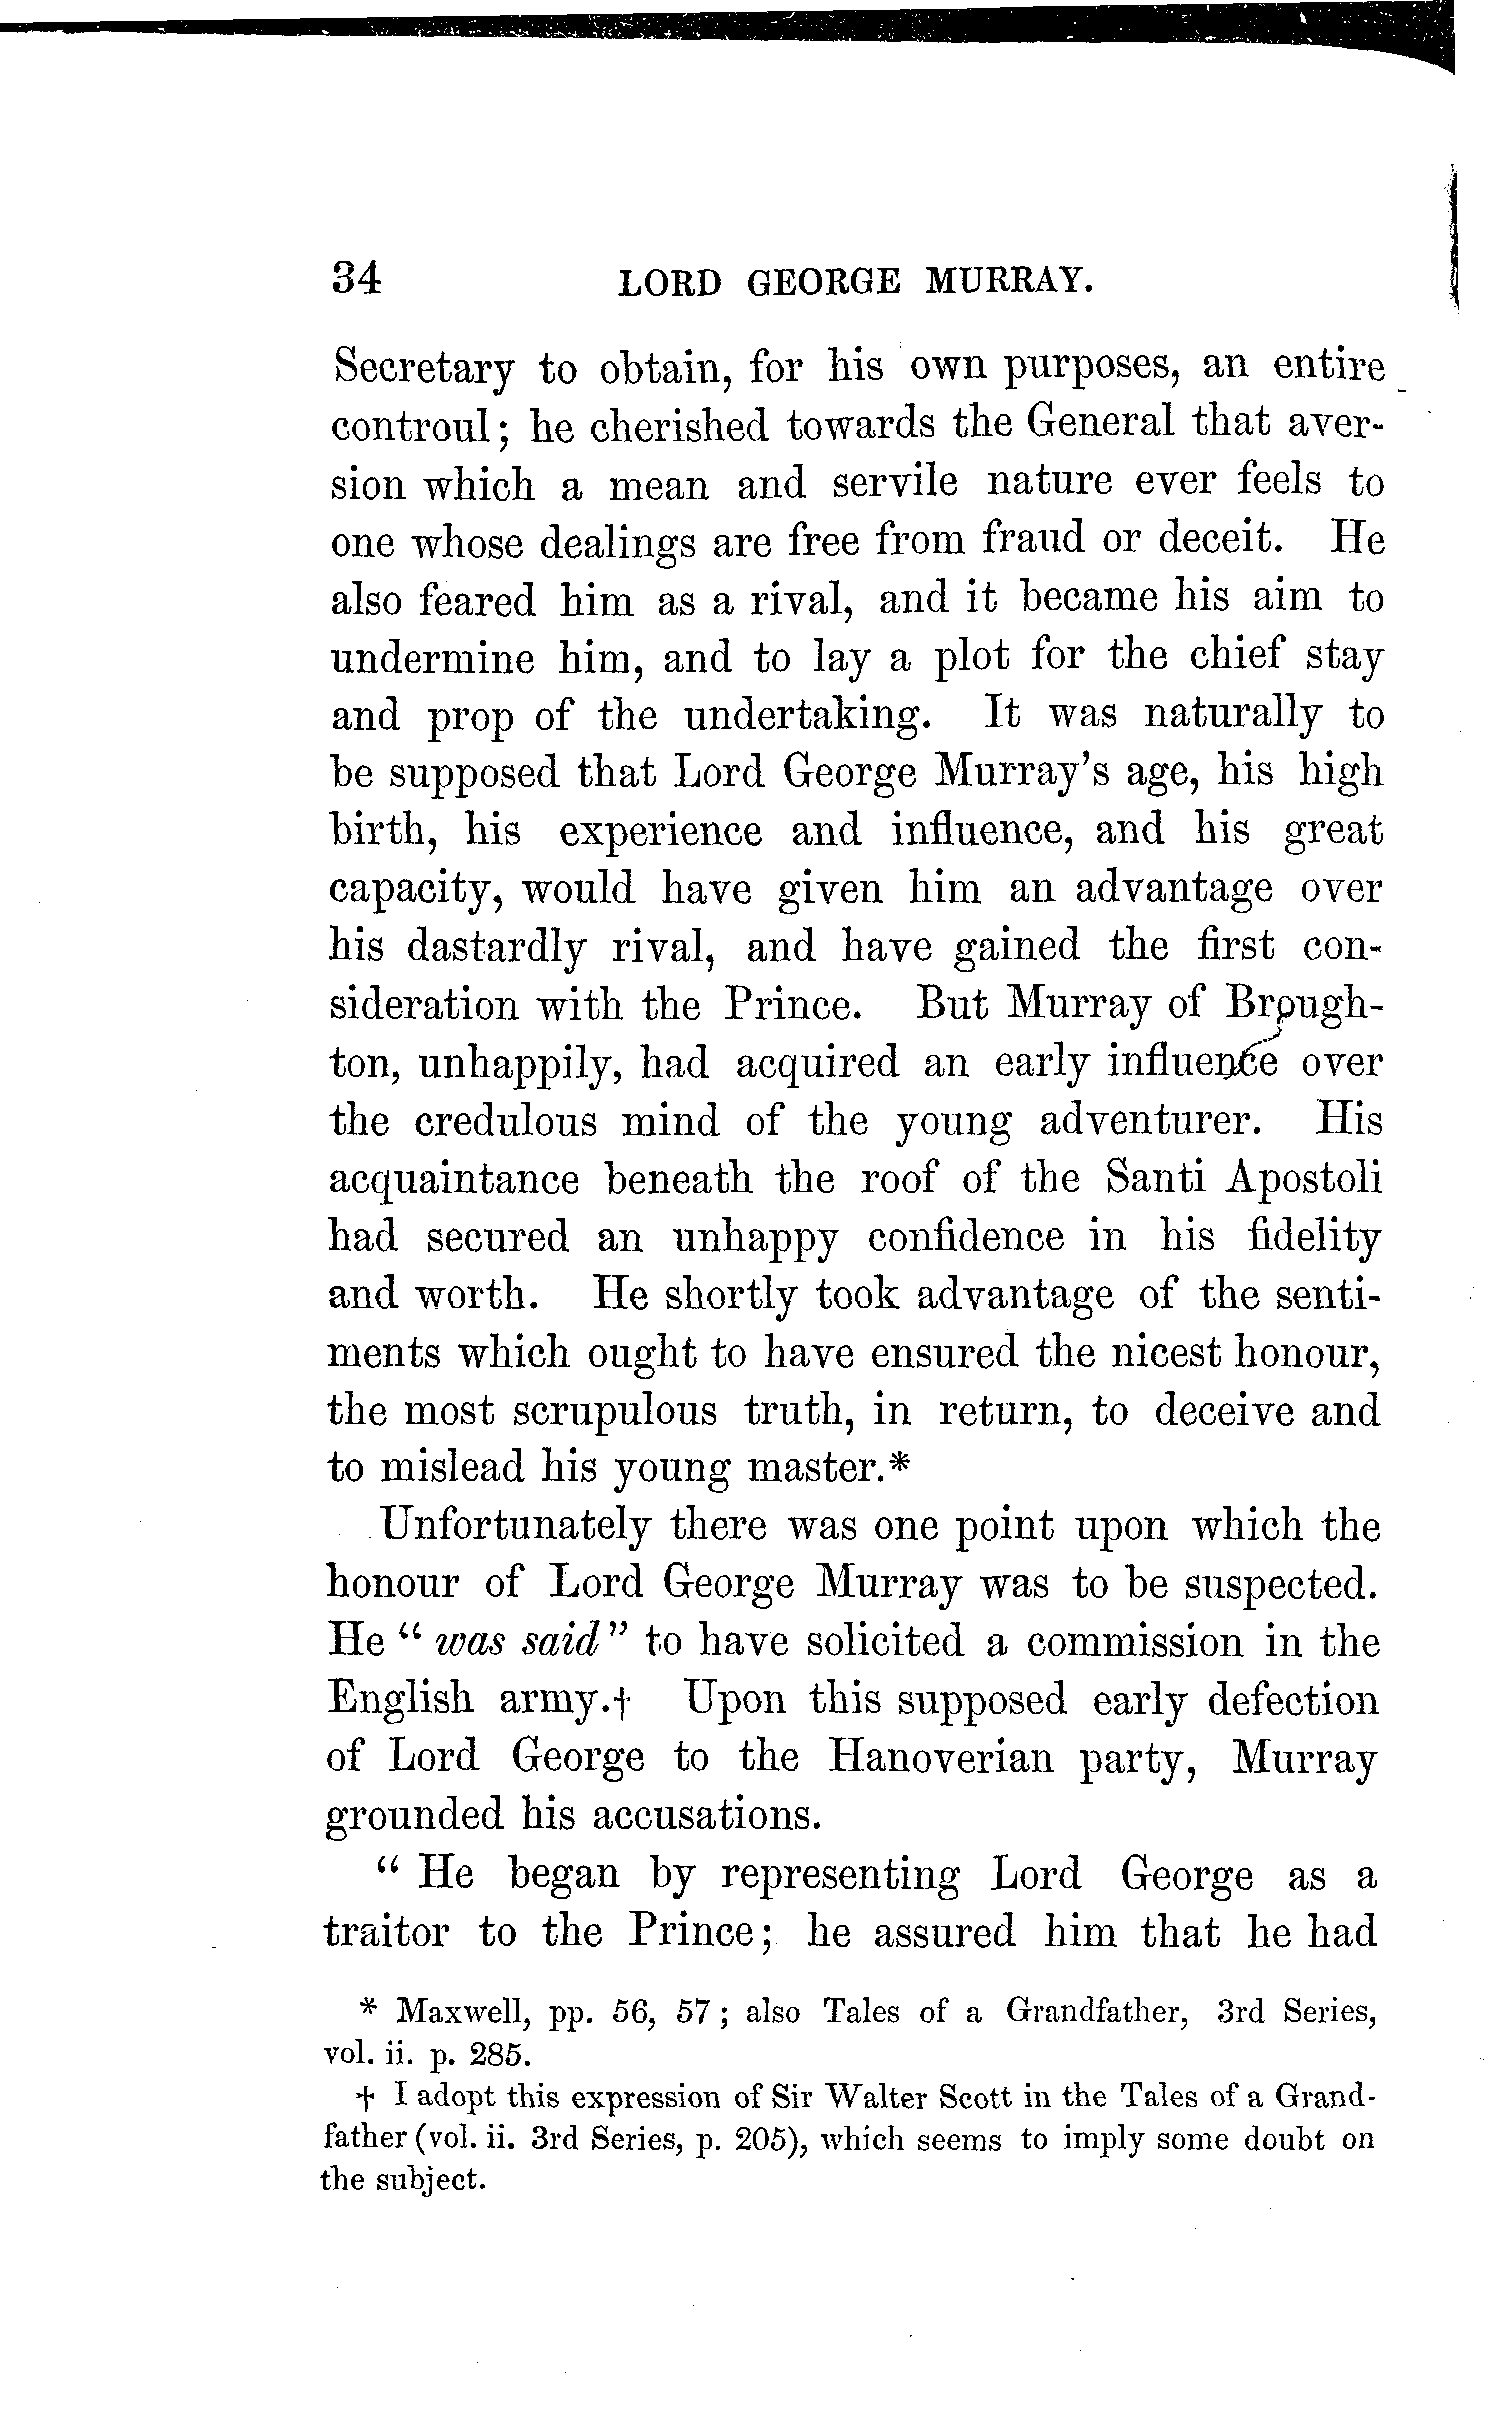 34 LORD GEORGE MURRAY.
Secretary to obtain, for his own purposes, an entire
controul; he cherished towards the General that aver-
sion which a mean and servile nature ever feels to
one whose dealings are free from fraud or deceit. He
also feared him as a rival, and it became his aim to
undermine him, and to lay a plot for the chief stay
and prop of the undertaking. It was naturally to
be supposed that Lord George Murray's age, his high
birth, his experience and influence, and his great
capacity, would have given him an advantage over
his dastardly rival, and have gained the first con-
sideration with the Prince. But Murray of Brough-
ton, unhappily, had acquired an early influence over
the credulous mind of the young adventurer. His
acquaintance beneath the roof of the Santi Apostoli
had secured an unhappy confidence in his fidelity
and worth. He shortly took advantage of the senti-
ments which ought to have ensured the nicest honour,
the most scrupulous truth, in return, to deceive and
to mislead his young master.*
Unfortunately there was one point upon which the
honour of Lord George Murray was to be suspected.
He "was said" to have solicited a commission in the
English army.† Upon this supposed early defection
of Lord George to the Hanoverian party, Murray
grounded his accusations.
"He began by representing Lord George as a
traitor to the Prince; he assured him that he had
* Maxwell, pp. 56, 57; also Tales of a Grandfather, 3rd Series,
vol. ii. p. 285.
† I adopt this expression of Sir Walter Scott in the Tales of a Grand-
father (vol. ii. 3rd Series, p. 205), which seems to imply some doubt on
the subject.